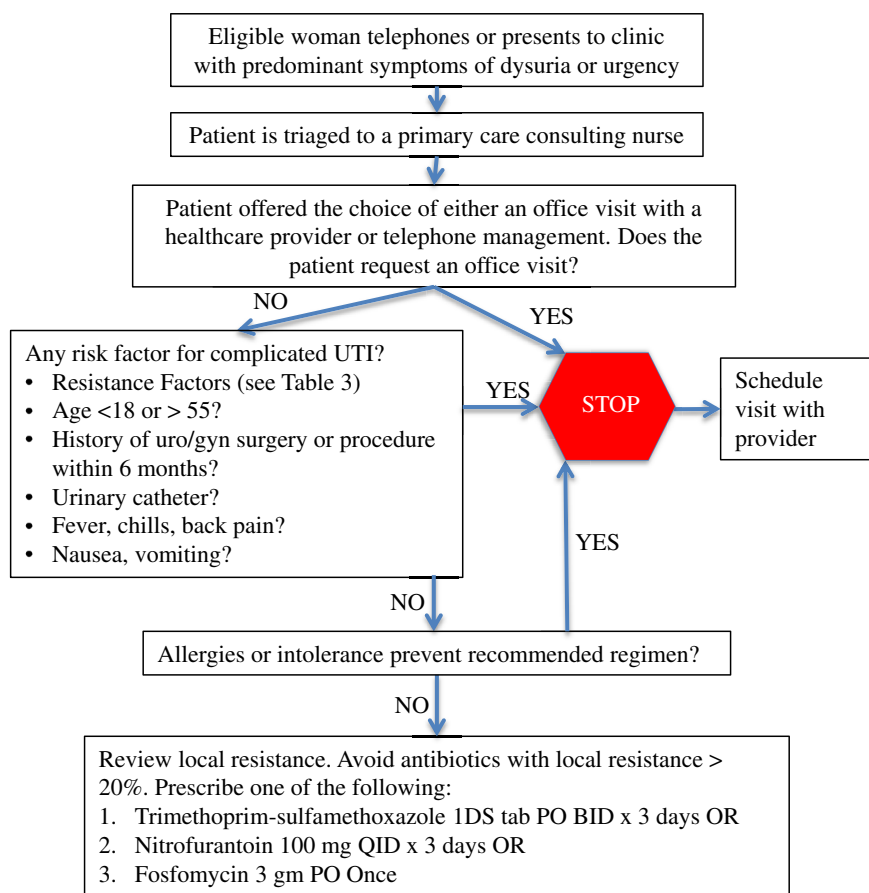 Eligible woman telephones or presents to clinic
with predominant symptoms of dysuria or urgency
Patient is triaged to a primary care consulting nurse
Patient offered the choice of either an office visit with a
healthcare provider or telephone management. Does the
patient request an office visit?
NO
YES
Any risk factor for complicated UTI?
• Resistance Factors (see Table 3)
• Age <18 or > 55?
• History of uro/gyn surgery or procedure
within 6 months?
• Urinary catheter?
• Fever, chills, back pain?
• Nausea, vomiting?
YES
STOP
Schedule
visit with
provider
YES
NO
Allergies or intolerance prevent recommended regimen?
NO
Review local resistance. Avoid antibiotics with local resistance >
20%. Prescribe one of the following:
1. Trimethoprim-sulfamethoxazole 1DS tab PO BID x 3 days OR
2. Nitrofurantoin 100 mg QID x 3 days OR
3. Fosfomycin 3 gm PO Once